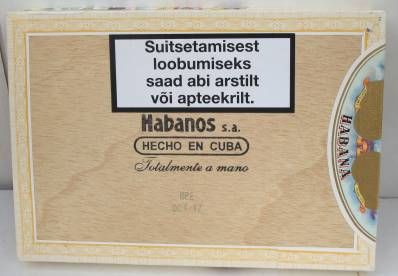 Suitsetamisest
loobumiseks
saad abi arstilt
või apteekrilt.
Habanos s.a.
HECHO EN CUBA
Totalmente a mano
HABANA